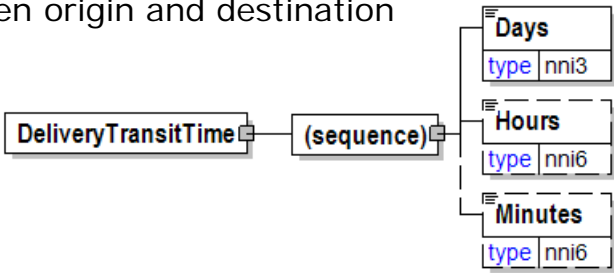 en origin and destination
Days
type nni3
DeliveryTransitTime
(sequence)
Hours
type nni6
Minutes
type nni6